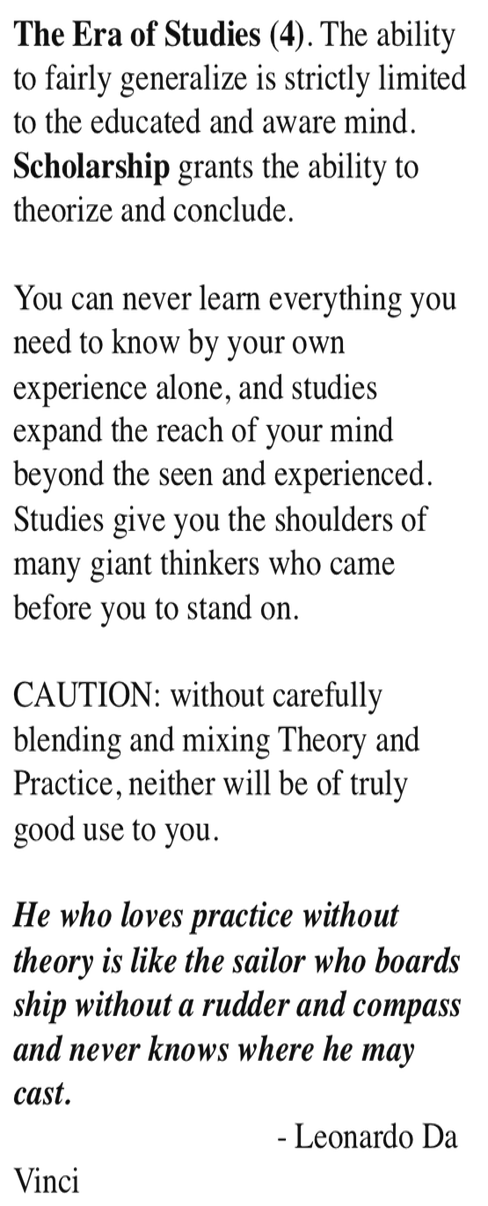 The Era of Studies (4). The ability
to fairly generalize is strictly limited
to the educated and aware mind.
Scholarship grants the ability to
theorize and conclude.
You can never learn everything you
need to know by your own
experience alone, and studies
expand the reach of your mind
beyond the seen and experienced.
Studies give you the shoulders of
many giant thinkers who came
before you to stand on.
CAUTION: without carefully
blending and mixing Theory and
Practice, neither will be of truly
good use to you.
He who loves practice without
theory is like the sailor who boards
ship without a rudder and compass
and never knows where he may
cast.
- Leonardo Da
Vinci